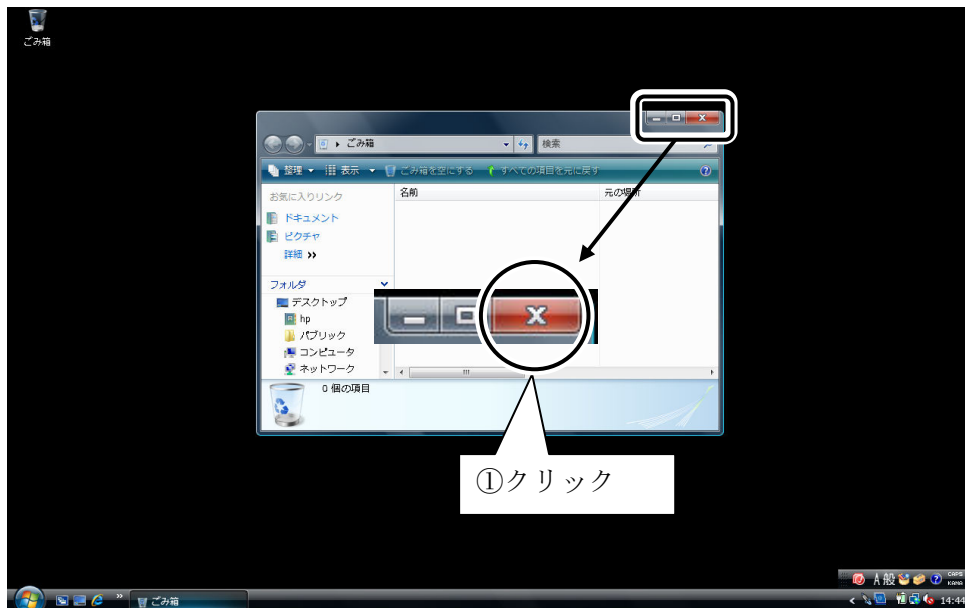 ごみ箱
ごみ箱
検索
整理 表示 ごみ箱を空にする すべての項目を元に戻す
お気に入りリンク
ドキュメント
ピクチャ
詳細 »
名前
元の場所
フォルダ
デスクトップ
hp
パブリック
コンピュータ
ネットワーク
0 個の項目
①クリック
A 般
CAPS
KANA
ごみ箱
14:44